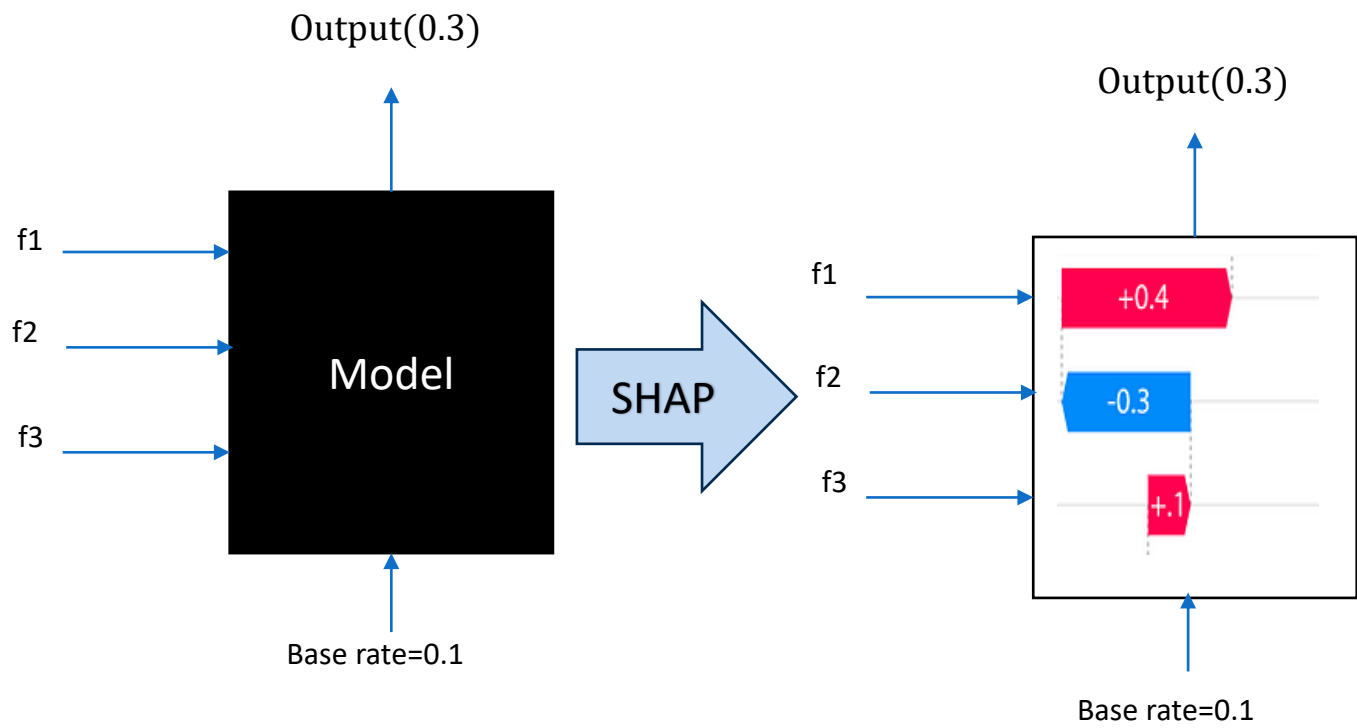 Output(0.3)
f1
f2
f3
Model
Base rate=0.1
SHAP
Output(0.3)
f1
+0.4
f2
-0.3
f3
+.1
Base rate=0.1